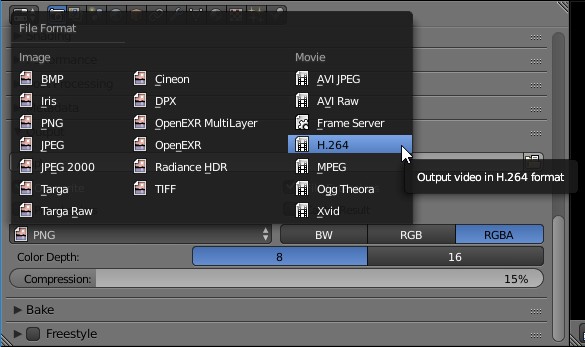 File Format
Image
Movie
BMP
Cineon
AVI JPEG
Iris
DPX
AVI Raw
PNG
OpenEXR MultiLayer
Frame Server
JPEG
OpenEXR
H.264
JPEG 2000
Radiance HDR
MPEG
Targa
TIFF
Ogg Theora
Targa Raw
Xvid
Output video in H.264 format
PNG
BW
RGB
RGBA
Color Depth:
8
16
Compression:
15%
Bake
Freestyle